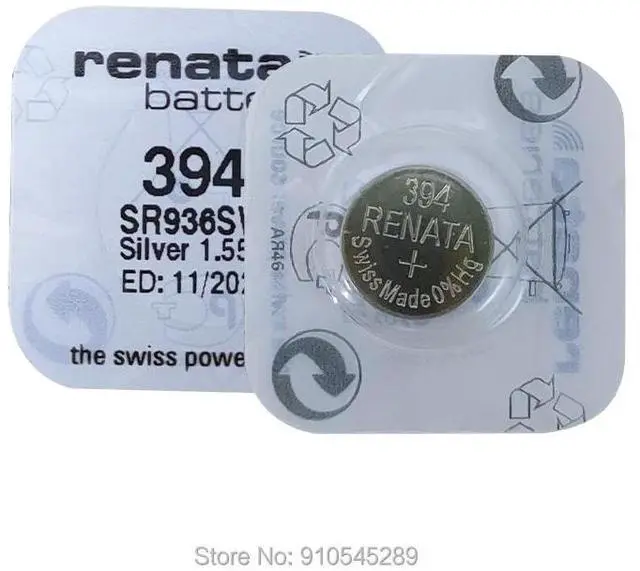 renata
batte
394
SR936SW
Silver 1.55
ED: 11/202
the swiss powe
394
RENATA
+
Swiss Made 0% Hg
renata
Store No: 910545289